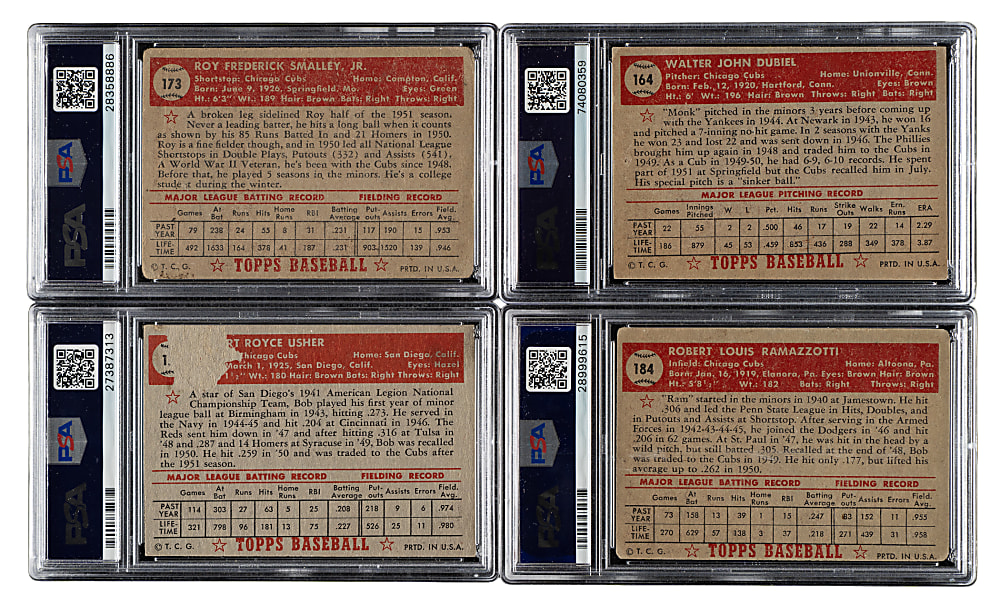 28358886
PSA
PSA
173
ROY FREDERICK SMALLEY, JR.
Shortstop: Chicago Cubs Home: Compton, Calif.
Born: June 9, 1926, Springfield, Mo. Eyes: Green
Ht.: 6'3" Wt.: 189 Hair: Brown Bats: Right Throws: Right
A broken leg sidelined Roy half of the 1951 season.
Never a leading batter, he hits a long ball when it counts
as shown by his 85 Runs Batted In and 21 Homers in 1950.
Roy is a fine fielder though, and in 1950 led all National League
Shortstops in Double Plays, Putouts (332) and Assists (541).
A World War II Veteran, he's been with the Cubs since 1948.
Before that, he played 5 seasons in the minors. He's a college
student during the winter.
MAJOR LEAGUE BATTING RECORD FIELDING RECORD
Games At Bat Runs Hits Home Runs RBI Batting Average Put-outs Assists Errors Field. Avg.
PAST YEAR 79 238 24 55 8 31 .231 117 190 15 .953
LIFE-TIME 492 1633 164 378 41 187 .231 903 1520 139 .946
© T. C. G. TOPPS BASEBALL PRTD. IN U.S.A.
74080359
PSA
PSA
164
WALTER JOHN DUBIEL
Pitcher: Chicago Cubs Home: Unionville, Conn.
Born: Feb. 12, 1920, Hartford, Conn. Eyes: Brown
Ht.: 6' Wt.: 196 Hair: Brown Throws: Right Bats: Right
"Monk" pitched in the minors 3 years before coming up
with the Yankees in 1944. At Newark in 1943, he won 16
and pitched a 7-inning no-hit game. In 2 seasons with the Yanks
he won 23 and lost 22 and was sent down in 1946. The Phillies
brought him up again in 1948 and traded him to the Cubs in
1949. As a Cub in 1949-50, he had 6-9, 6-10 records. He spent
part of 1951 at Springfield but the Cubs recalled him in July.
His special pitch is a "sinker ball."
MAJOR LEAGUE PITCHING RECORD
Games Innings Pitched W L Pct. Hits Runs Strike Outs Walks Ern. Runs ERA
PAST YEAR 22 55 2 2 .500 46 17 19 22 14 2.29
LIFE-TIME 186 879 45 53 .459 853 436 288 349 378 3.87
© T. C. G. TOPPS BASEBALL PRTD. IN U.S.A.
27387313
PSA
PSA
RT ROYCE USHER
Chicago Cubs Home: San Diego, Calif.
March 1, 1925, San Diego, Calif. Eyes: Hazel
Wt.: 180 Hair: Brown Bats: Right Throws: Right
A star of San Diego's 1941 American Legion National
Championship Team, Bob played his first year of minor
league ball at Birmingham in 1943, hitting .273. He served in
the Navy in 1944-45 and hit .204 at Cincinnati in 1946. The
Reds sent him down in '47 and after hitting .316 at Tulsa in
'48 and .287 and 14 Homers at Syracuse in '49, Bob was recalled
in 1950. He hit .259 in '50 and was traded to the Cubs after
the 1951 season.
MAJOR LEAGUE BATTING RECORD FIELDING RECORD
Games At Bat Runs Hits Home Runs RBI Batting Average Put-outs Assists Errors Field. Avg.
PAST YEAR 114 303 27 63 5 25 .208 218 9 6 .974
LIFE-TIME 321 798 96 181 13 75 .227 526 25 11 .980
© T. C. G. TOPPS BASEBALL PRTD. IN U.S.A.
28999615
PSA
PSA
184
ROBERT LOUIS RAMAZZOTTI
Infield: Chicago Cubs Home: Altoona, Pa.
Born: Jan. 16, 1919, Elanora, Pa. Eyes: Brown Hair: Brown
Ht.: 5'8½" Wt.: 182 Bats: Right Throws: Right
"Ram" started in the minors in 1940 at Jamestown. He hit
.306 and led the Penn State League in Hits, Doubles, and
in Putouts and Assists at Shortstop. After serving in the Armed
Forces in 1942-43-44-45, he joined the Dodgers in '46 and hit
.206 in 62 games. At St. Paul in '47, he was hit in the head by a
wild pitch, but still batted .305. Recalled at the end of '48, Bob
was traded to the Cubs in 1949. He hit only .177, but lifted his
average up to .262 in 1950.
MAJOR LEAGUE BATTING RECORD FIELDING RECORD
Games At Bat Runs Hits Home Runs RBI Batting Average Put-outs Assists Errors Field. Avg.
PAST YEAR 73 158 13 39 1 15 .247 83 152 11 .955
LIFE-TIME 270 629 57 138 3 37 .218 271 439 31 .958
© T. C. G. TOPPS BASEBALL PRTD. IN U.S.A.